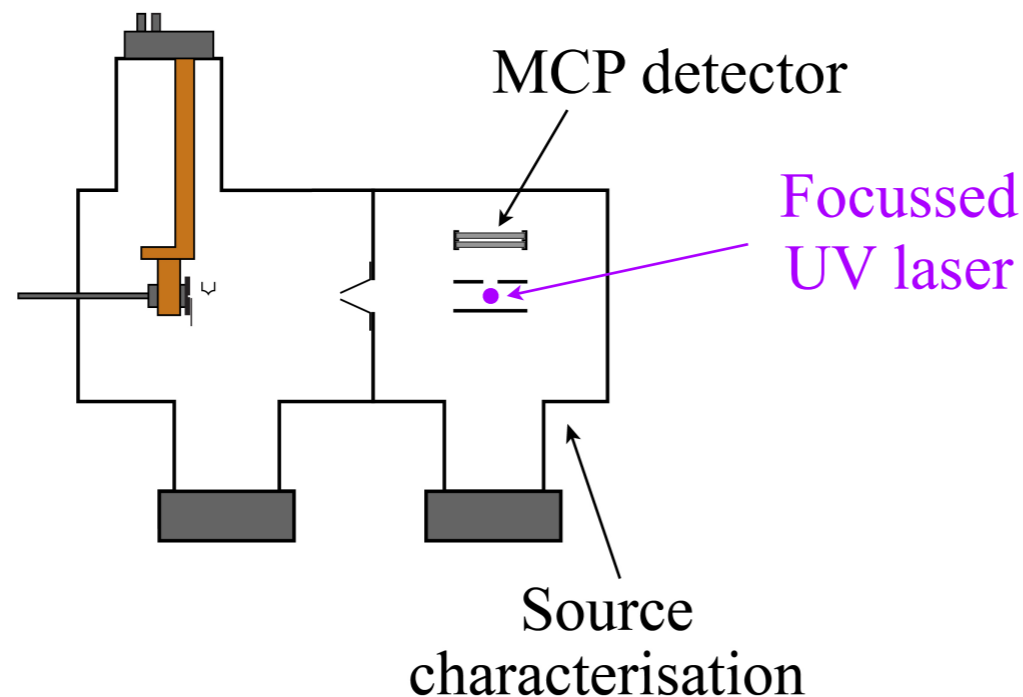 MCP detector
Focussed
UV laser
Source
characterisation